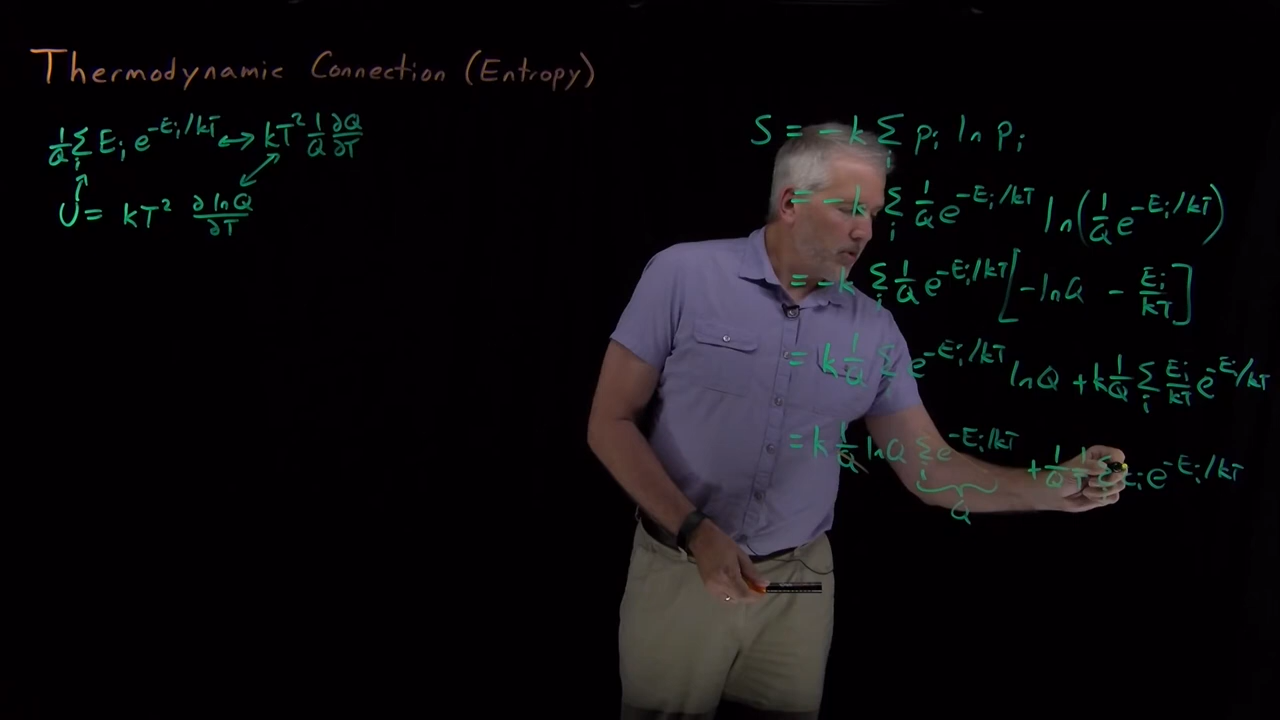 Thermodynamic Connection (Entropy)
1/Q Σ_i E_i e^{-E_i/kT} ↔ kT² 1/Q ∂Q/∂T
U = kT² ∂lnQ/∂T
S = -k Σ_i p_i ln p_i
= -k Σ_i 1/Q e^{-E_i/kT} ln(1/Q e^{-E_i/kT})
= -k Σ_i 1/Q e^{-E_i/kT} [-lnQ - E_i/kT]
= k 1/Q Σ e^{-E_i/kT} lnQ + k 1/Q Σ_i E_i/kT e^{-E_i/kT}
= k 1/Q lnQ Σ_i e^{-E_i/kT} + 1/Q 1/T Σ E_i e^{-E_i/kT}
Q